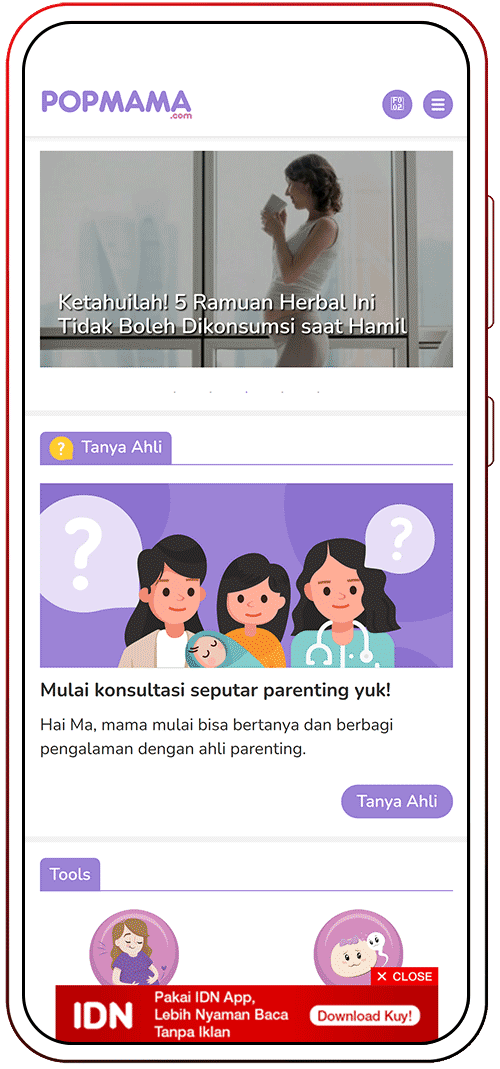 POPMAMA
.com
Ketahuilah! 5 Ramuan Herbal Ini
Tidak Boleh Dikonsumsi saat Hamil
? Tanya Ahli
? ?
Mulai konsultasi seputar parenting yuk!
Hai Ma, mama mulai bisa bertanya dan berbagi
pengalaman dengan ahli parenting.
Tanya Ahli
Tools
✕ CLOSE
IDN
Pakai IDN App,
Lebih Nyaman Baca
Tanpa Iklan
Download Kuy!